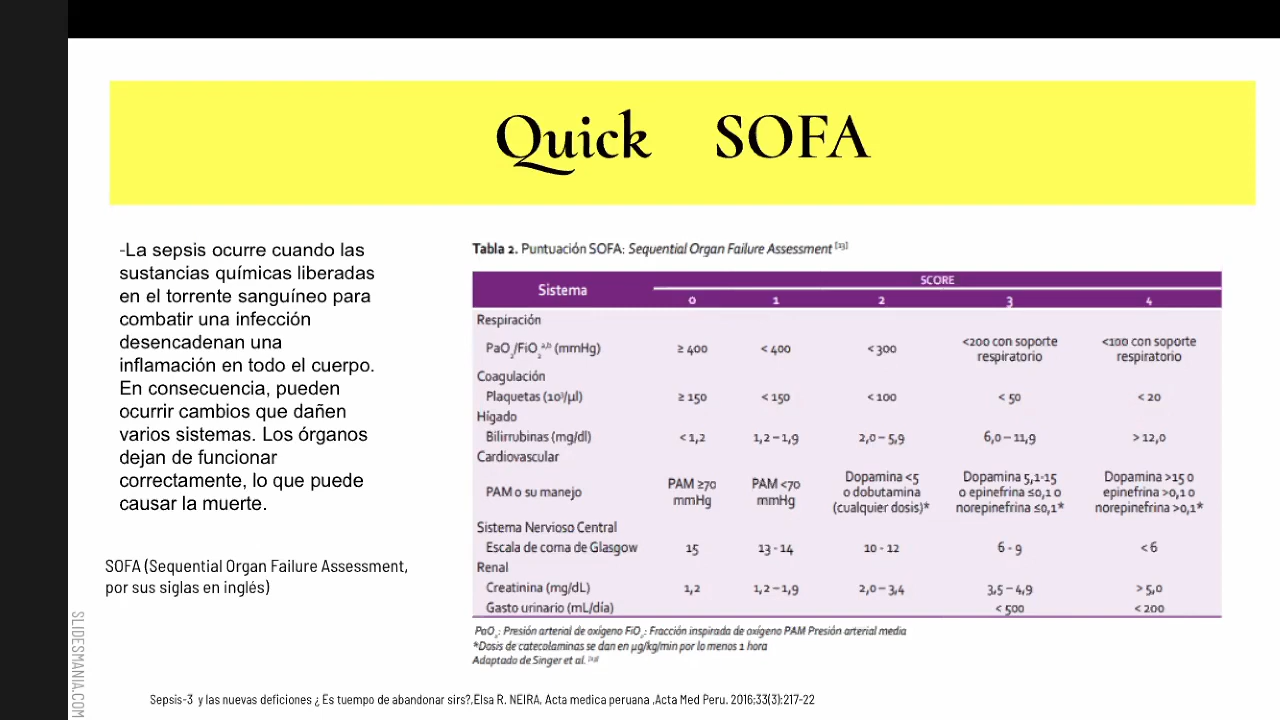 Quick SOFA
-La sepsis ocurre cuando las
sustancias químicas liberadas
en el torrente sanguíneo para
combatir una infección
desencadenan una
inflamación en todo el cuerpo.
En consecuencia, pueden
ocurrir cambios que dañen
varios sistemas. Los órganos
dejan de funcionar
correctamente, lo que puede
causar la muerte.
SOFA (Sequential Organ Failure Assessment,
por sus siglas en inglés)
Tabla 2. Puntuación SOFA: Sequential Organ Failure Assessment [13]
Sistema SCORE
0 1 2 3 4
Respiración
PaO2/FiO2 a,b (mmHg) ≥ 400 < 400 < 300 <200 con soporte respiratorio <100 con soporte respiratorio
Coagulación
Plaquetas (10³/µl) ≥ 150 < 150 < 100 < 50 < 20
Hígado
Bilirrubinas (mg/dl) < 1,2 1,2 – 1,9 2,0 – 5,9 6,0 – 11,9 > 12,0
Cardiovascular
PAM o su manejo PAM ≥70 mmHg PAM <70 mmHg Dopamina <5 o dobutamina (cualquier dosis)* Dopamina 5,1-15 o epinefrina ≤0,1 o norepinefrina ≤0,1* Dopamina >15 o epinefrina >0,1 o norepinefrina >0,1*
Sistema Nervioso Central
Escala de coma de Glasgow 15 13 - 14 10 - 12 6 - 9 < 6
Renal
Creatinina (mg/dL) 1,2 1,2 – 1,9 2,0 – 3,4 3,5 – 4,9 > 5,0
Gasto urinario (mL/día) < 500 < 200
PaO2: Presión arterial de oxígeno FiO2: Fracción inspirada de oxígeno PAM Presión arterial media
*Dosis de catecolaminas se dan en µg/kg/min por lo menos 1 hora
Adaptado de Singer et al.
Sepsis-3 y las nuevas deficiones ¿ Es tuempo de abandonar sirs?,Elsa R. NEIRA, Acta medica peruana ,Acta Med Peru. 2016;33(3):217-22
SLIDESMANIA.COM